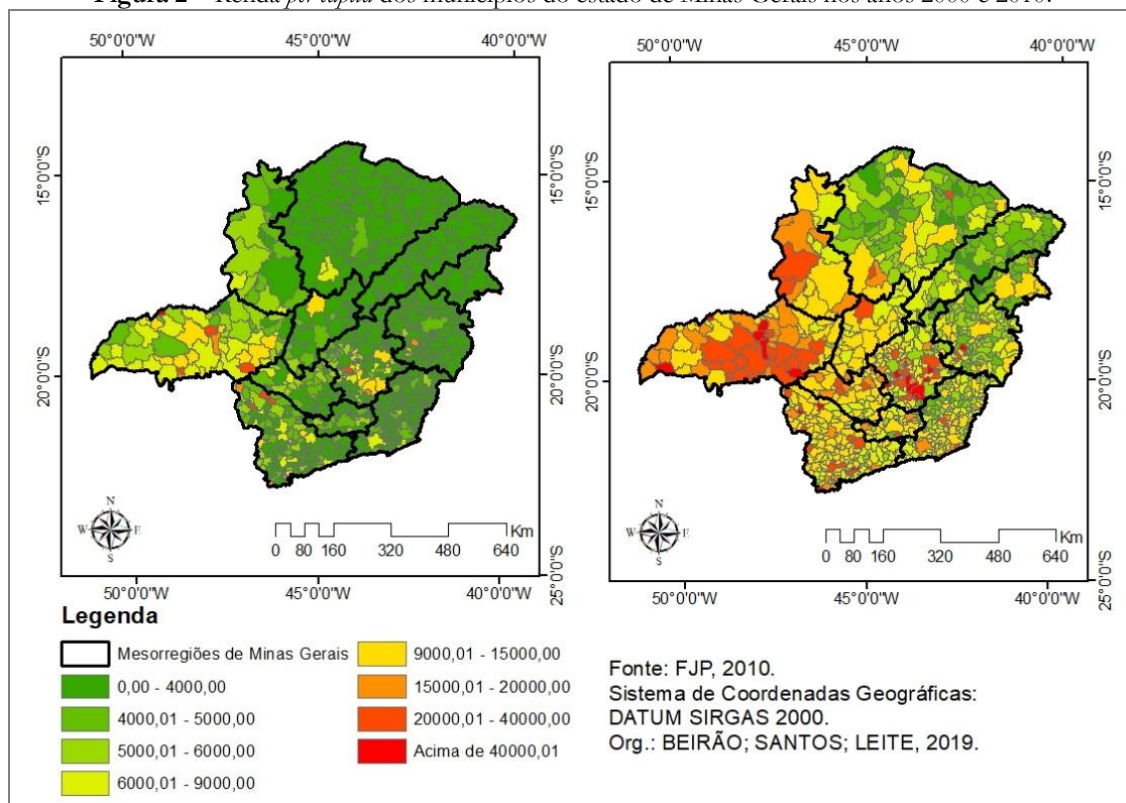 Figura 2 – Renda per capita dos municípios do estado de Minas Gerais nos anos 2000 e 2010.
50°0'0"W 45°0'0"W 40°0'0"W
50°0'0"W 45°0'0"W 40°0'0"W
15°0'0"S 15°0'0"S 15°0'0"S 15°0'0"S
20°0'0"S 20°0'0"S 20°0'0"S 20°0'0"S
N N
W E W E
S S
Km Km
0 80 160 320 480 640
0 80 160 320 480 640
25°0'0"S 25°0'0"S
50°0'0"W 45°0'0"W 40°0'0"W
50°0'0"W 45°0'0"W 40°0'0"W
Legenda
Mesorregiões de Minas Gerais
0,00 - 4000,00
4000,01 - 5000,00
5000,01 - 6000,00
6000,01 - 9000,00
9000,01 - 15000,00
15000,01 - 20000,00
20000,01 - 40000,00
Acima de 40000,01
Fonte: FJP, 2010.
Sistema de Coordenadas Geográficas:
DATUM SIRGAS 2000.
Org.: BEIRÃO; SANTOS; LEITE, 2019.